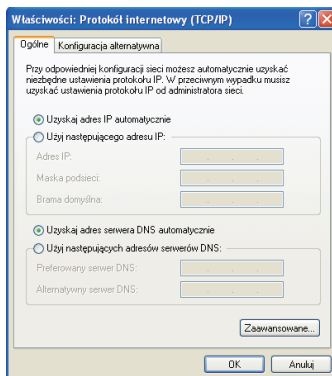 Właściwości: Protokół internetowy (TCP/IP)
Ogólne Konfiguracja alternatywna
Przy odpowiedniej konfiguracji sieci możesz automatycznie uzyskać
niezbędne ustawienia protokołu IP. W przeciwnym wypadku musisz
uzyskać ustawienia protokołu IP od administratora sieci.
Uzyskaj adres IP automatycznie
Użyj następującego adresu IP:
Adres IP:
Maska podsieci:
Brama domyślna:
Uzyskaj adres serwera DNS automatycznie
Użyj następujących adresów serwerów DNS:
Preferowany serwer DNS:
Alternatywny serwer DNS:
Zaawansowane...
OK Anuluj